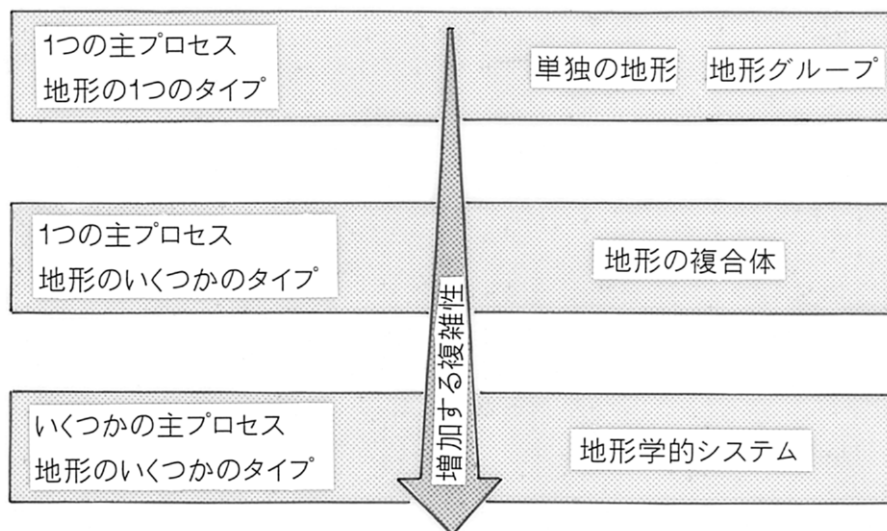 1つの主プロセス
地形の1つのタイプ
単独の地形 地形グループ
1つの主プロセス
地形のいくつかのタイプ
地形の複合体
増加する複雑性
いくつかの主プロセス
地形のいくつかのタイプ
地形学的システム